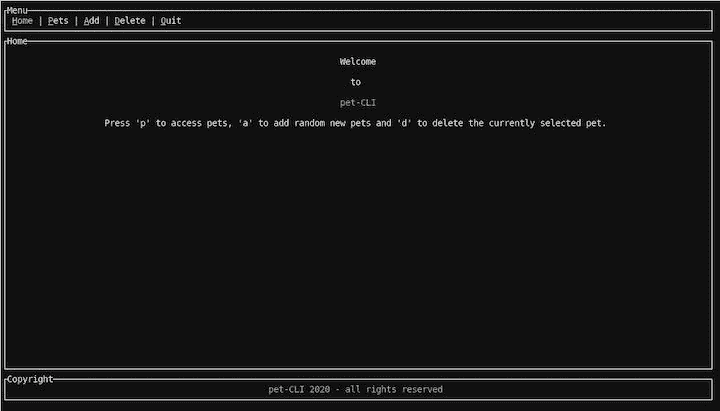 Menu
Home | Pets | Add | Delete | Quit
Home
Welcome
to
pet-CLI
Press 'p' to access pets, 'a' to add random new pets and 'd' to delete the currently selected pet.
Copyright
pet-CLI 2020 - all rights reserved